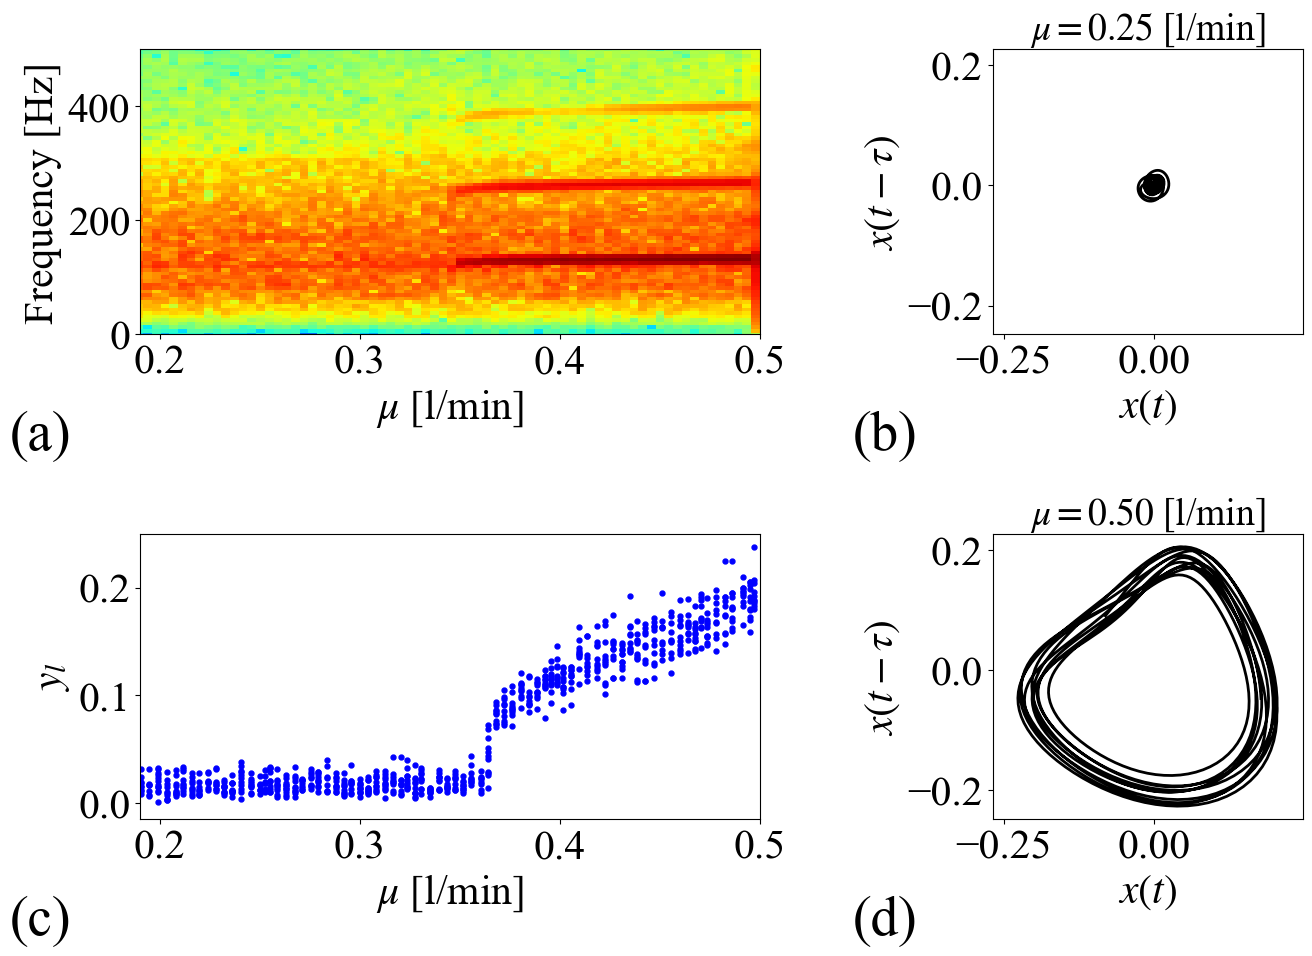 Frequency [Hz]
400
200
0
0.2 0.3 0.4 0.5
μ [l/min]
(a)
μ = 0.25 [l/min]
x(t − τ)
0.2
0.0
−0.2
−0.25 0.00
x(t)
(b)
yₗ
0.2
0.1
0.0
0.2 0.3 0.4 0.5
μ [l/min]
(c)
μ = 0.50 [l/min]
x(t − τ)
0.2
0.0
−0.2
−0.25 0.00
x(t)
(d)